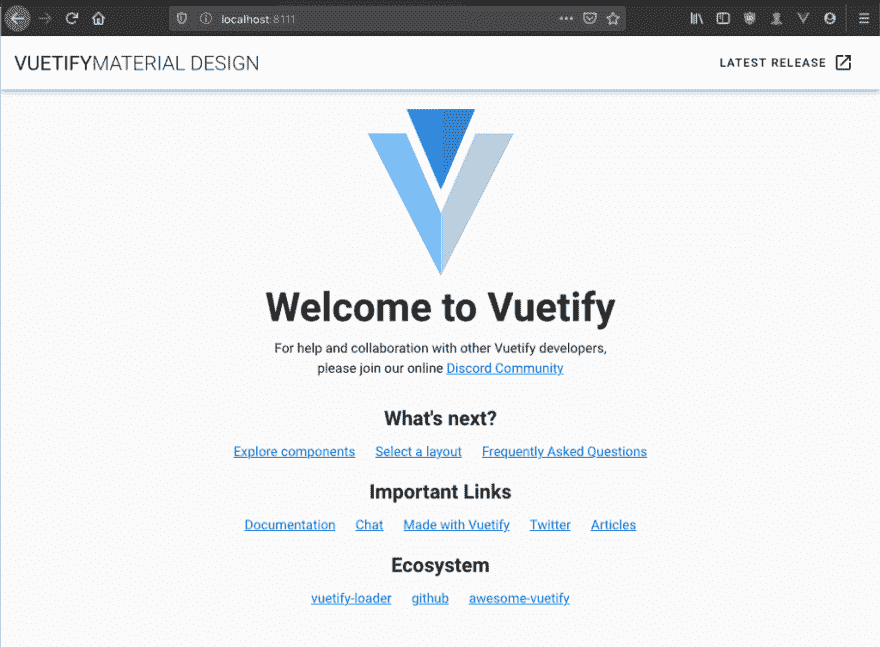 localhost:8111
VUETIFYMATERIAL DESIGN
LATEST RELEASE
Welcome to Vuetify
For help and collaboration with other Vuetify developers,
please join our online Discord Community
What's next?
Explore components Select a layout Frequently Asked Questions
Important Links
Documentation Chat Made with Vuetify Twitter Articles
Ecosystem
vuetify-loader github awesome-vuetify